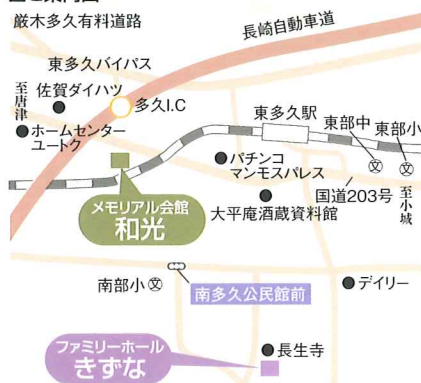 厳木多久有料道路
長崎自動車道
東多久バイパス
至唐津
佐賀ダイハツ
多久I.C
ホームセンター
ユートク
東多久駅
東部中
東部小
文
文
パチンコ
マンモスパレス
国道203号
至小城
大平庵酒蔵資料館
メモリアル会館
和光
南部小
文
南多久公民館前
デイリー
ファミリーホール
きずな
長生寺